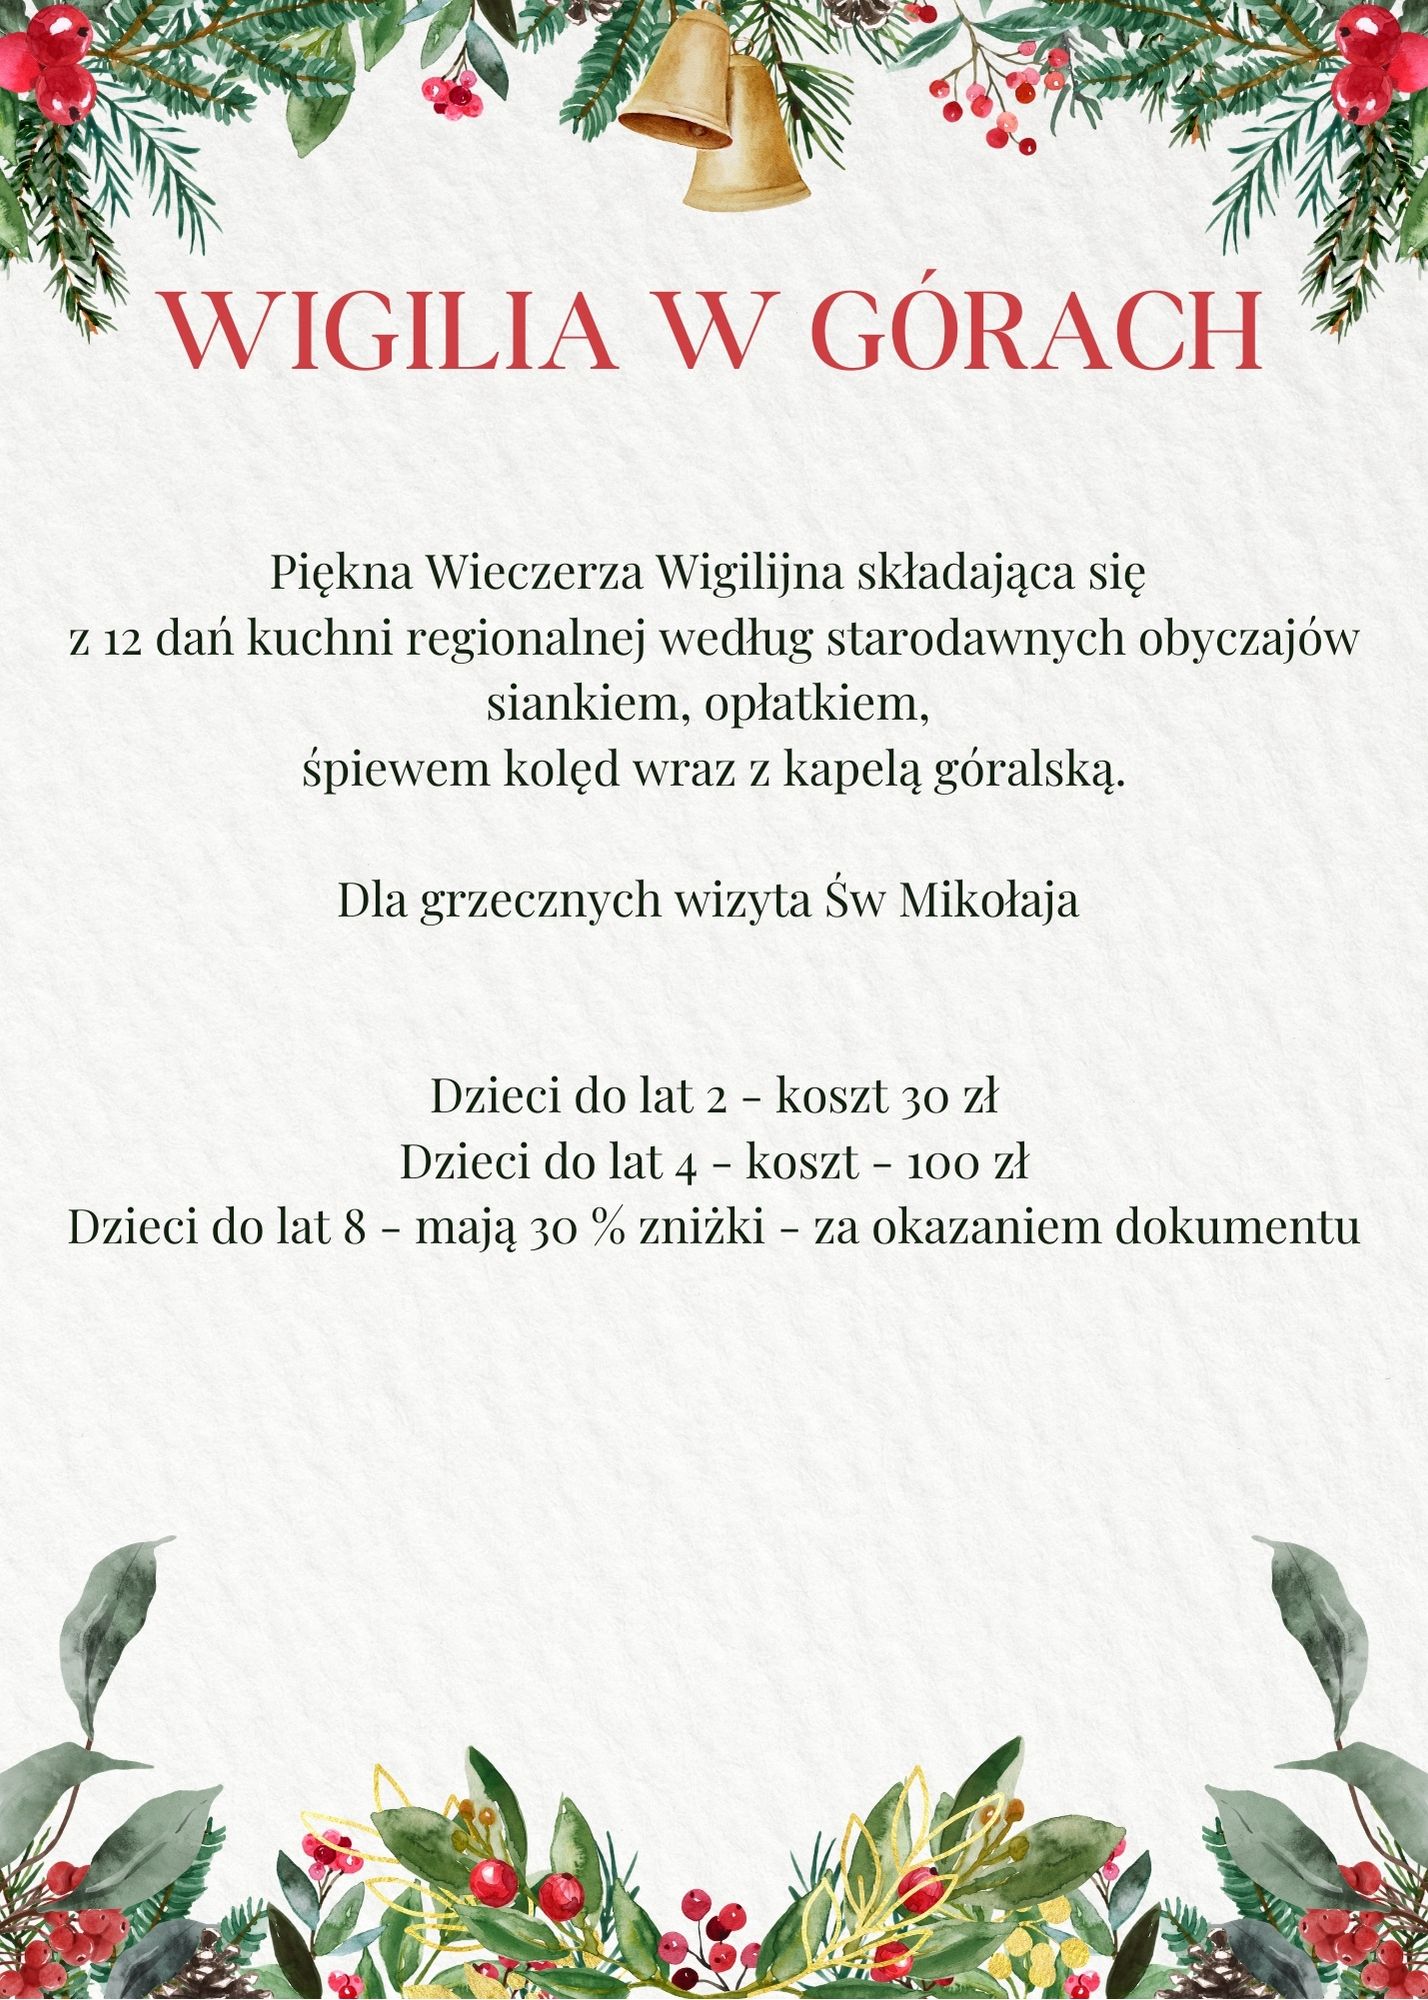 WIGILIA W GÓRACH
Piękna Wieczerza Wigilijna składająca się
z 12 dań kuchni regionalnej według starodawnych obyczajów
siankiem, opłatkiem,
śpiewem kolęd wraz z kapelą góralską.
Dla grzecznych wizyta Św Mikołaja
Dzieci do lat 2 - koszt 30 zł
Dzieci do lat 4 - koszt - 100 zł
Dzieci do lat 8 - mają 30 % zniżki - za okazaniem dokumentu